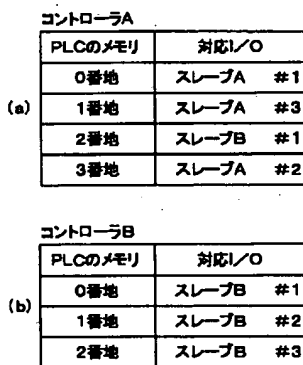 コントローラA
PLCのメモリ 対応I/O
0番地 スレーブA #1
(a) 1番地 スレーブA #3
2番地 スレーブB #1
3番地 スレーブA #2
コントローラB
PLCのメモリ 対応I/O
0番地 スレーブB #1
(b) 1番地 スレーブB #2
2番地 スレーブB #3